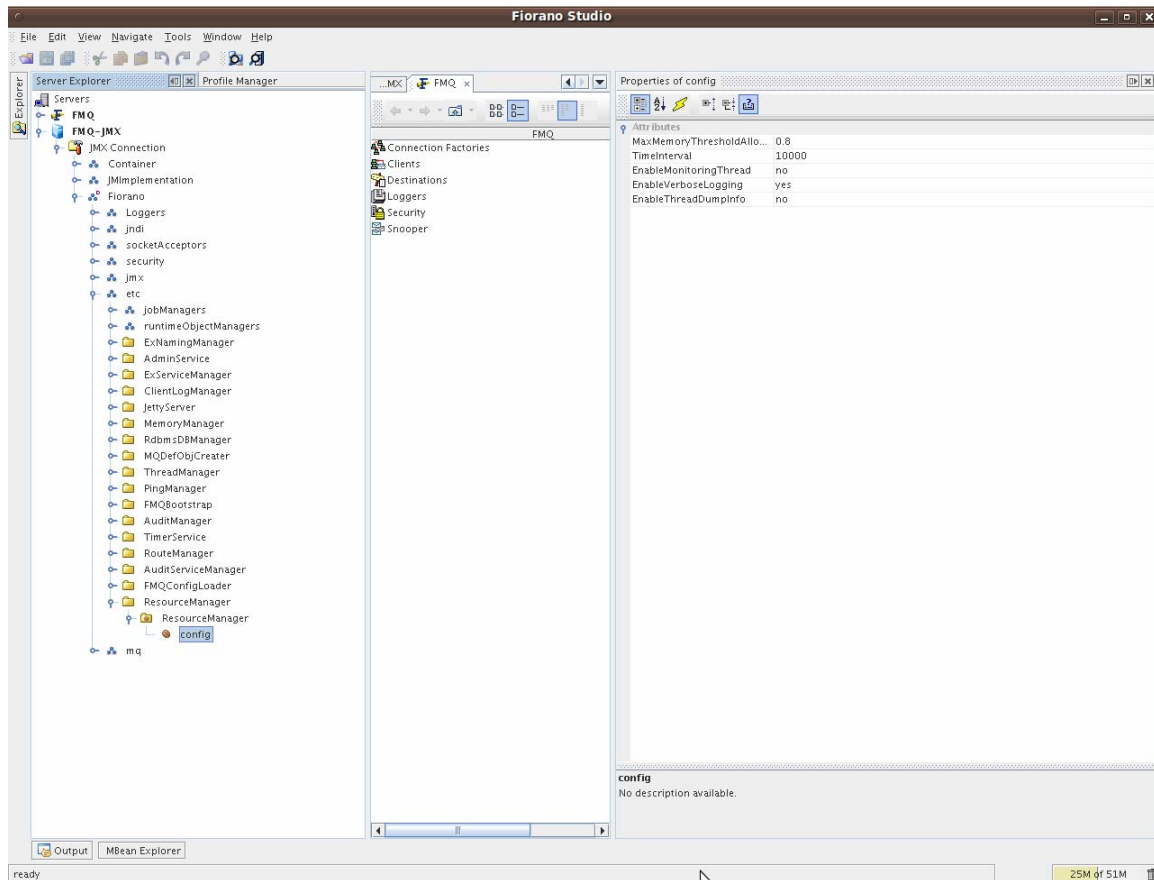 Fiorano Studio
File Edit View Navigate Tools Window Help
Explorer
Server Explorer Profile Manager
Servers
FMQ
FMQ-JMX
JMX Connection
Container
JMImplementation
Fiorano
Loggers
jndi
socketAcceptors
security
jmx
etc
jobManagers
runtimeObjectManagers
ExNamingManager
AdminService
ExServiceManager
ClientLogManager
JettyServer
MemoryManager
RdbmsDBManager
MQDefObjCreater
ThreadManager
PingManager
FMQBootstrap
AuditManager
TimerService
RouteManager
AuditServiceManager
FMQConfigLoader
ResourceManager
ResourceManager
config
mq
...MX FMQ
FMQ
Connection Factories
Clients
Destinations
Loggers
Security
Snooper
Properties of config
Attributes
MaxMemoryThresholdAllo... 0.8
TimeInterval 10000
EnableMonitoringThread no
EnableVerboseLogging yes
EnableThreadDumpInfo no
config
No description available.
Output MBean Explorer
ready
25M of 51M